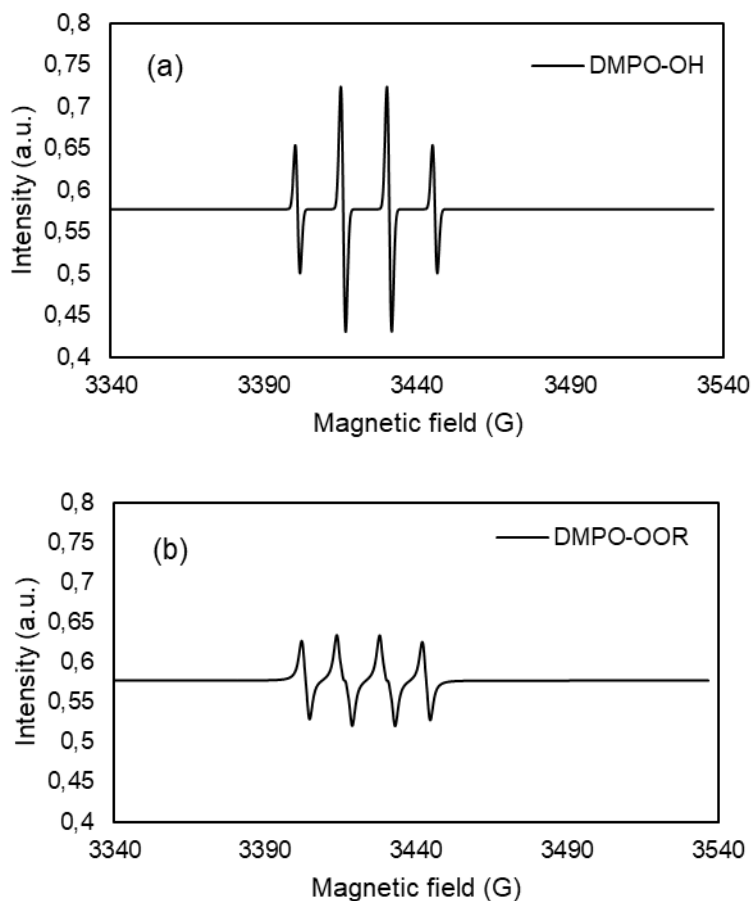 0,8
0,75
0,7
0,65
0,6
0,55
0,5
0,45
0,4
Intensity (a.u.)
(a)
DMPO-OH
3340 3390 3440 3490 3540
Magnetic field (G)
0,8
0,75
0,7
0,65
0,6
0,55
0,5
0,45
0,4
Intensity (a.u.)
(b)
DMPO-OOR
3340 3390 3440 3490 3540
Magnetic field (G)